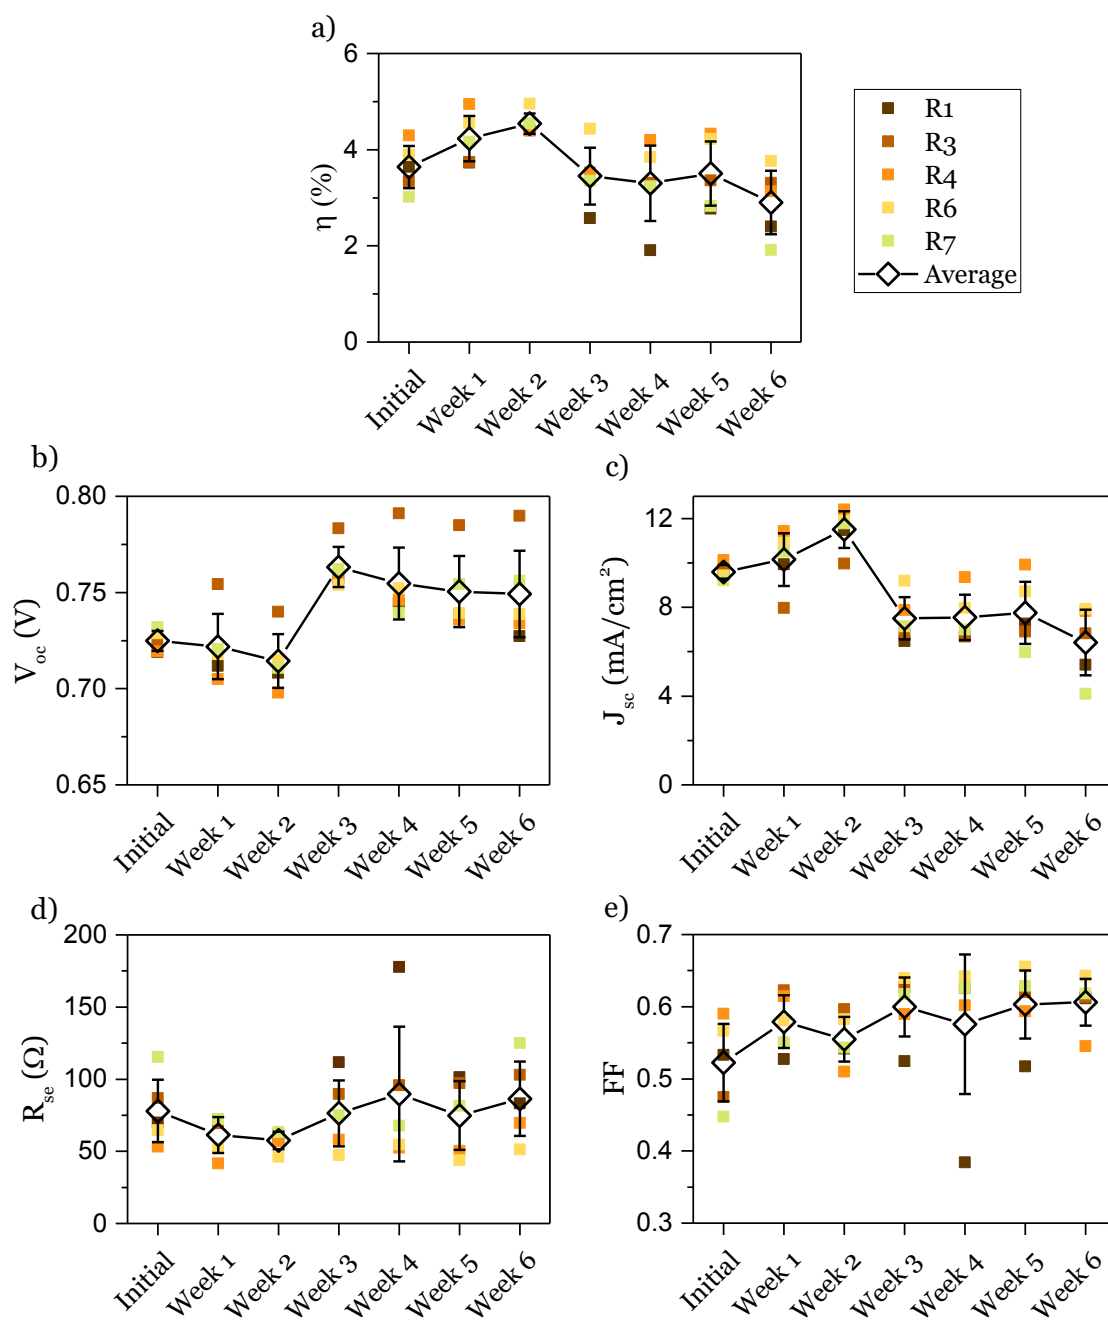 a)
6
4
2
0
η (%)
Initial
Week 1
Week 2
Week 3
Week 4
Week 5
Week 6
R1
R3
R4
R6
R7
Average
b)
0.80
0.75
0.70
0.65
V_oc (V)
Initial
Week 1
Week 2
Week 3
Week 4
Week 5
Week 6
c)
12
8
4
0
J_sc (mA/cm²)
Initial
Week 1
Week 2
Week 3
Week 4
Week 5
Week 6
d)
200
150
100
50
0
R_se (Ω)
Initial
Week 1
Week 2
Week 3
Week 4
Week 5
Week 6
e)
0.7
0.6
0.5
0.4
0.3
FF
Initial
Week 1
Week 2
Week 3
Week 4
Week 5
Week 6